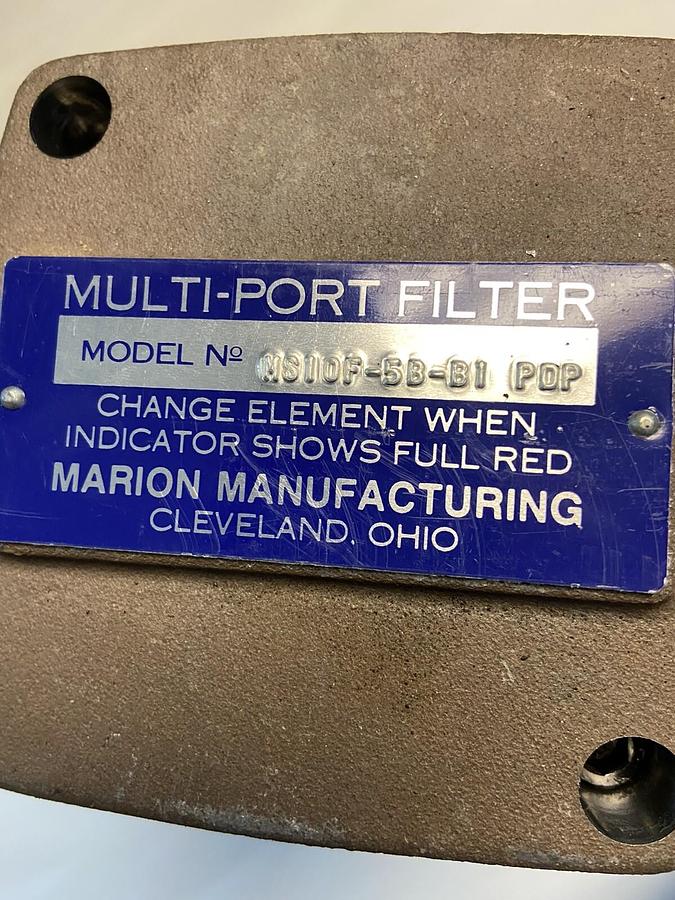 MULTI-PORT FILTER
MODEL Nº MS10F-5B-B1 PDP
CHANGE ELEMENT WHEN
INDICATOR SHOWS FULL RED
MARION MANUFACTURING
CLEVELAND, OHIO